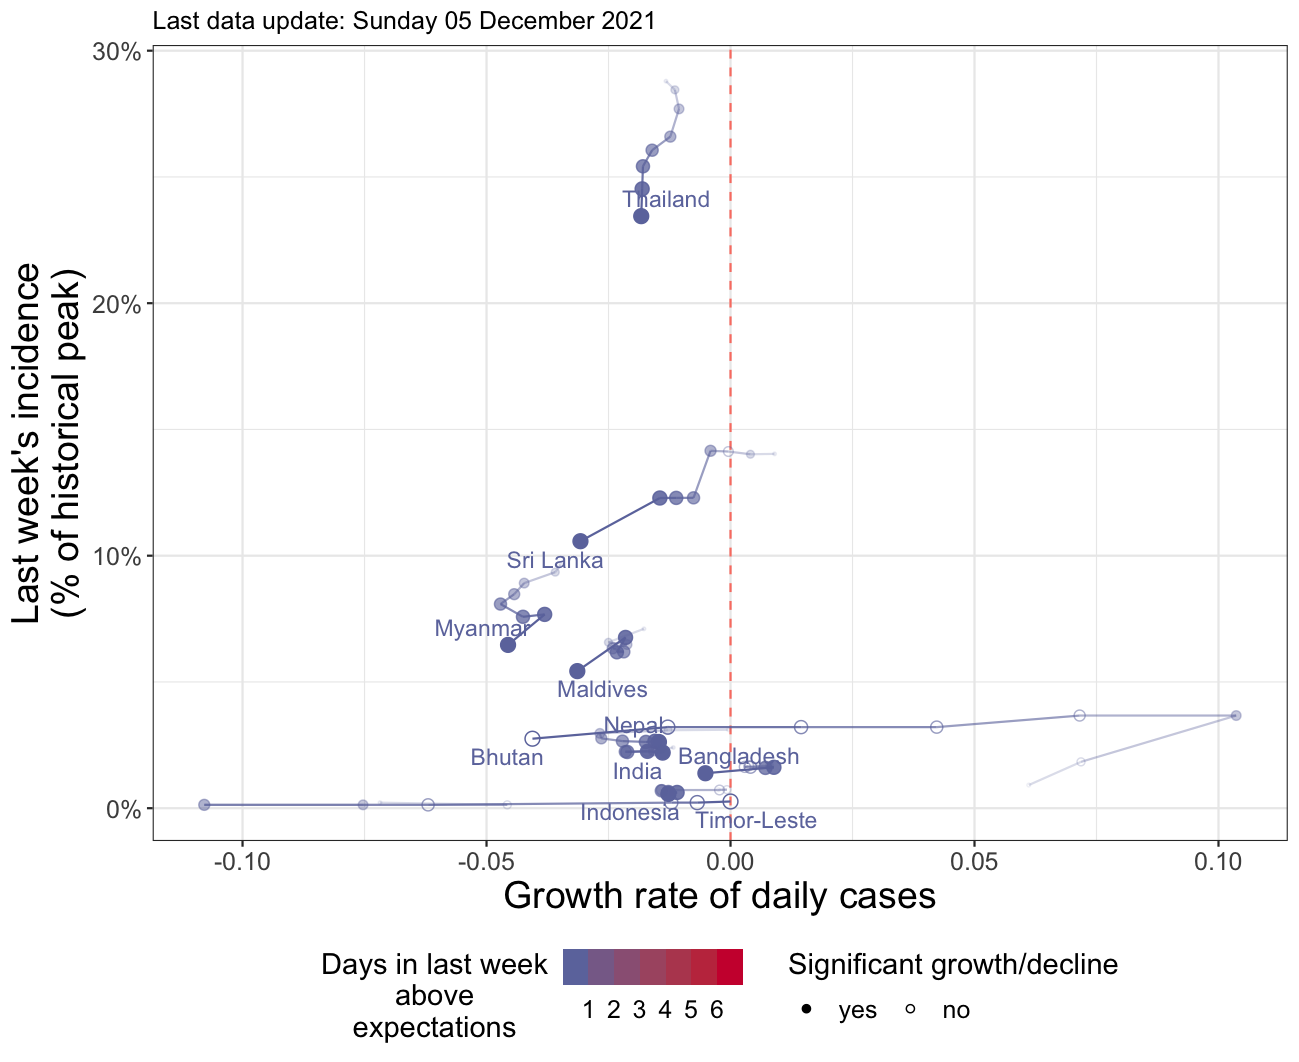 Last data update: Sunday 05 December 2021
Last week's incidence
(% of historical peak)
30%
20%
10%
0%
Thailand
Sri Lanka
Myanmar
Maldives
Nepal
Bhutan
Bangladesh
India
Indonesia
Timor-Leste
-0.10
-0.05
0.00
0.05
0.10
Growth rate of daily cases
Days in last week
above
expectations
1 2 3 4 5 6
Significant growth/decline
yes
no